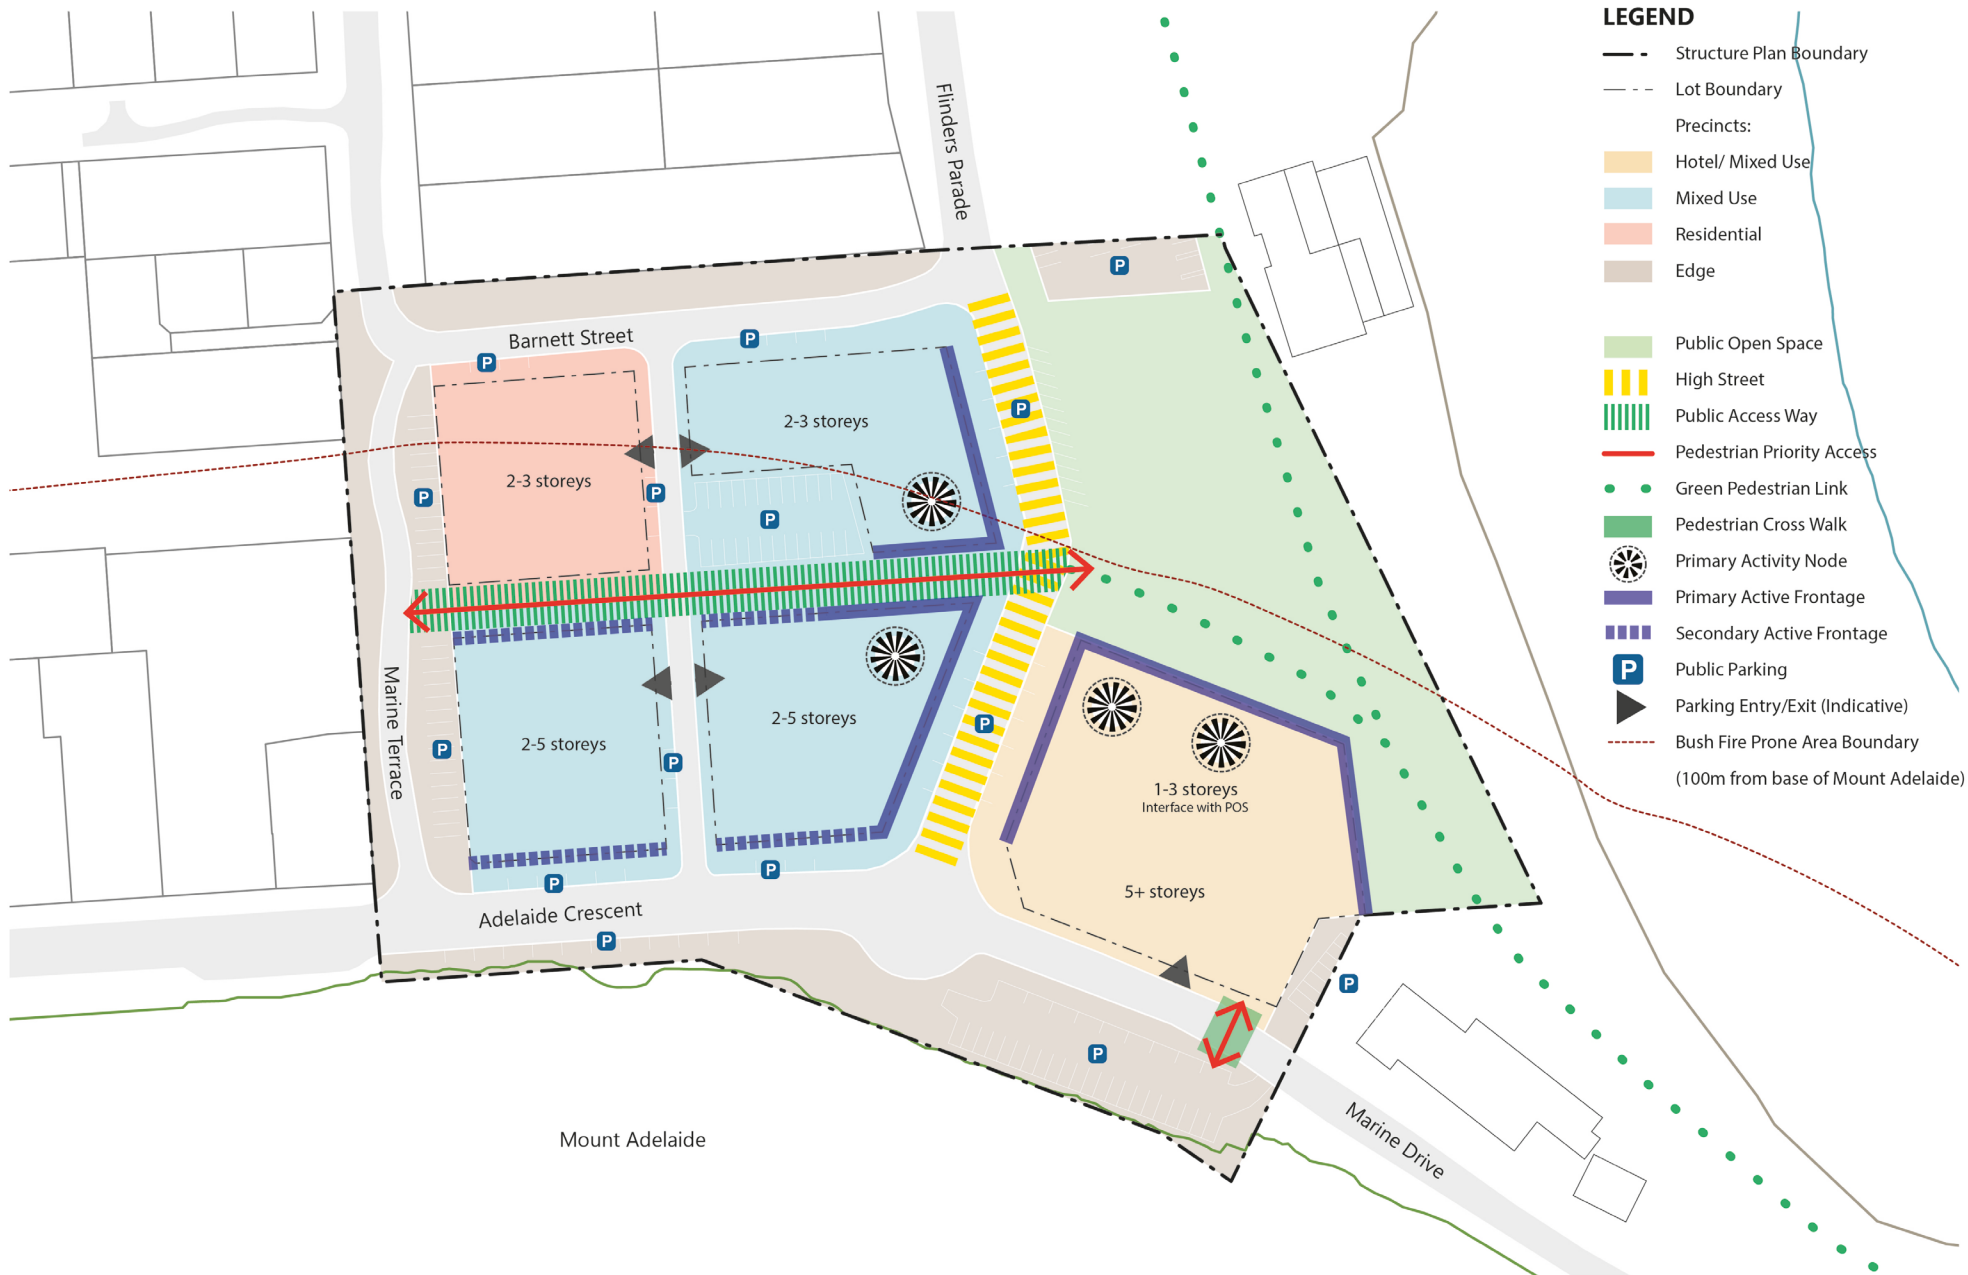 LEGEND
Structure Plan Boundary
Lot Boundary
Precincts:
Hotel/ Mixed Use
Mixed Use
Residential
Edge
Public Open Space
High Street
Public Access Way
Pedestrian Priority Access
Green Pedestrian Link
Pedestrian Cross Walk
Primary Activity Node
Primary Active Frontage
Secondary Active Frontage
P
Public Parking
Parking Entry/Exit (Indicative)
Bush Fire Prone Area Boundary
(100m from base of Mount Adelaide)
Flinders Parade
P
Barnett Street
P
P
P
2-3 storeys
2-3 storeys
P
P
P
Marine Terrace
2-5 storeys
P
2-5 storeys
P
P
1-3 storeys
Interface with POS
P
P
5+ storeys
Adelaide Crescent
P
P
P
Marine Drive
Mount Adelaide